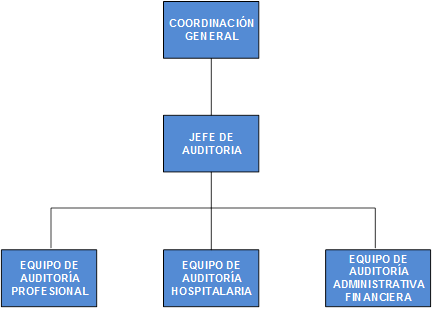 COORDINACIÓN
GENERAL
JEFE DE
AUDITORIA
EQUIPO DE
AUDITORÍA
PROFESIONAL
EQUIPO DE
AUDITORÍA
HOSPITALARIA
EQUIPO DE
AUDITORÍA
ADMINISTRATIVA
FINANCIERA